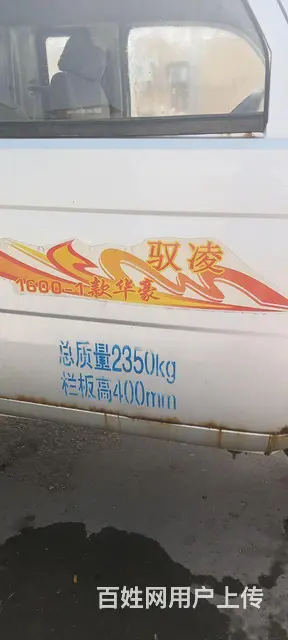 驭凌
1600-1款华豪
总质量2350kg
栏板高400mm
百姓网用户上传